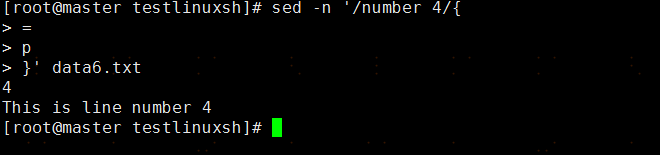 [root@master testlinuxsh]# sed -n '/number 4/{
> =
> p
> }' data6.txt
4
This is line number 4
[root@master testlinuxsh]#